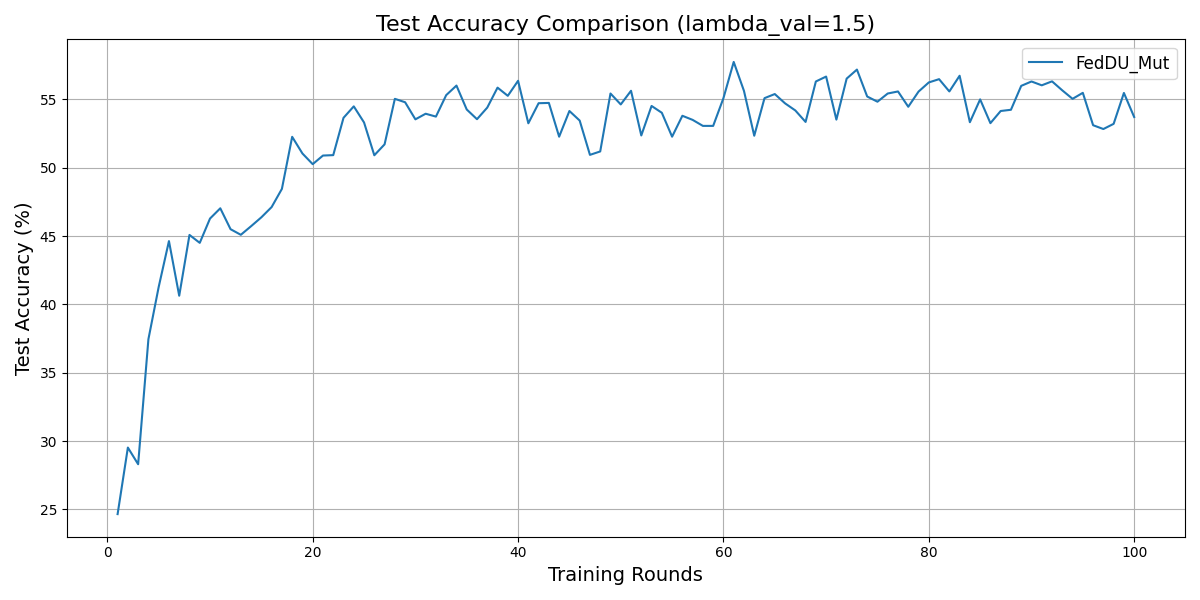 Test Accuracy Comparison (lambda_val=1.5)
FedDU_Mut
Test Accuracy (%)
55
50
45
40
35
30
25
0 20 40 60 80 100
Training Rounds